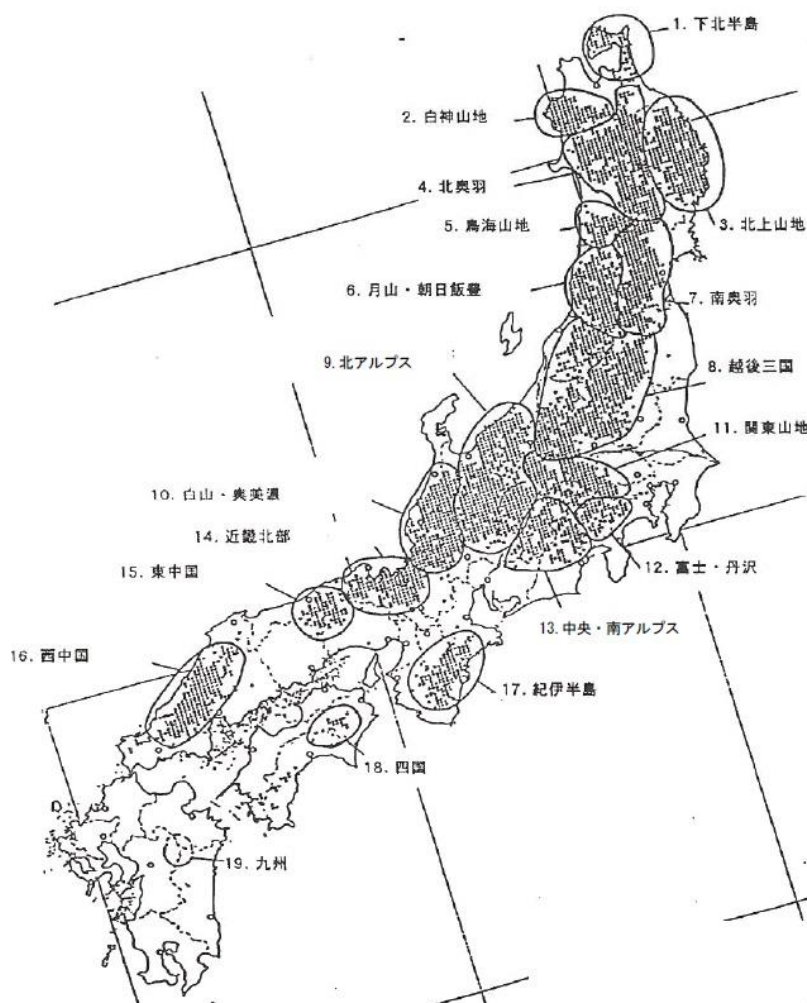 1. 下北半島
2. 白神山地
4. 北奥羽
3. 北上山地
5. 鳥海山地
6. 月山・朝日飯豊
7. 南奥羽
9. 北アルプス
8. 越後三国
11. 関東山地
10. 白山・奥美濃
14. 近畿北部
15. 東中国
12. 富士・丹沢
13. 中央・南アルプス
16. 西中国
17. 紀伊半島
18. 四国
19. 九州